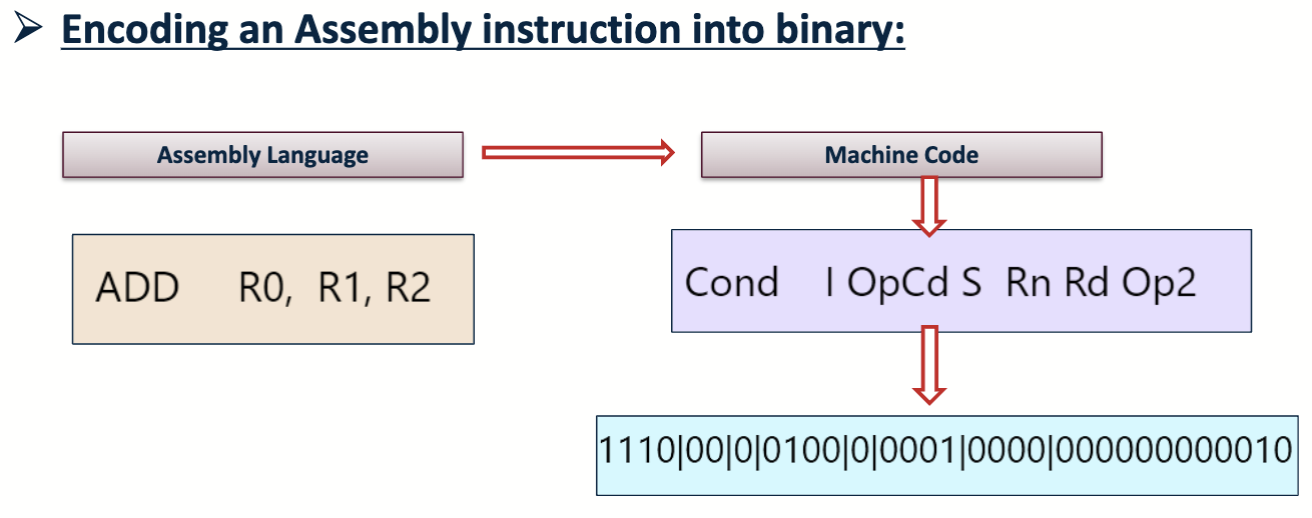 ➢ Encoding an Assembly instruction into binary:
Assembly Language
Machine Code
ADD R0, R1, R2
Cond I OpCd S Rn Rd Op2
1110|00|0|0100|0|0001|0000|000000000010